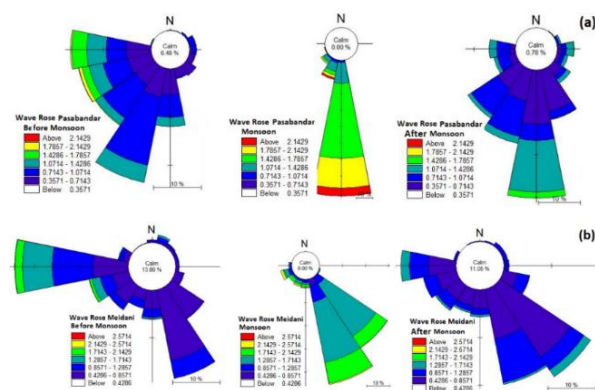 N
N
N
(a)
Calm
6.48 %
Calm
0.00 %
Calm
0.78 %
Wave Rose Pasabandar
Before Monsoon
Above 2.1429
1.7857 - 2.1429
1.4286 - 1.7857
1.0714 - 1.4286
0.7143 - 1.0714
0.3571 - 0.7143
Below 0.3571
10 %
Wave Rose Pasabandar
Monsoon
Above 2.1429
1.7857 - 2.1429
1.4286 - 1.7857
1.0714 - 1.4286
0.7143 - 1.0714
0.3571 - 0.7143
Below 0.3571
10 %
Wave Rose Pasabandar
After Monsoon
Above 2.1429
1.7857 - 2.1429
1.4286 - 1.7857
1.0714 - 1.4286
0.7143 - 1.0714
0.3571 - 0.7143
Below 0.3571
10 %
N
N
N
(b)
Calm
Calm
0.00 %
Calm
Wave Rose Meidani
Before Monsoon
Above 2.5714
2.1429 - 2.5714
1.7143 - 2.1429
1.2857 - 1.7143
0.8571 - 1.2857
0.4286 - 0.8571
Below 0.4286
10 %
Wave Rose Meidani
Monsoon
Above 2.5714
2.1429 - 2.5714
1.7143 - 2.1429
1.2857 - 1.7143
0.8571 - 1.2857
0.4286 - 0.8571
Below 0.4286
10 %
Wave Rose Meidani
After Monsoon
Above 2.5714
2.1429 - 2.5714
1.7143 - 2.1429
1.2857 - 1.7143
0.8571 - 1.2857
0.4286 - 0.8571
Below 0.4286
10 %